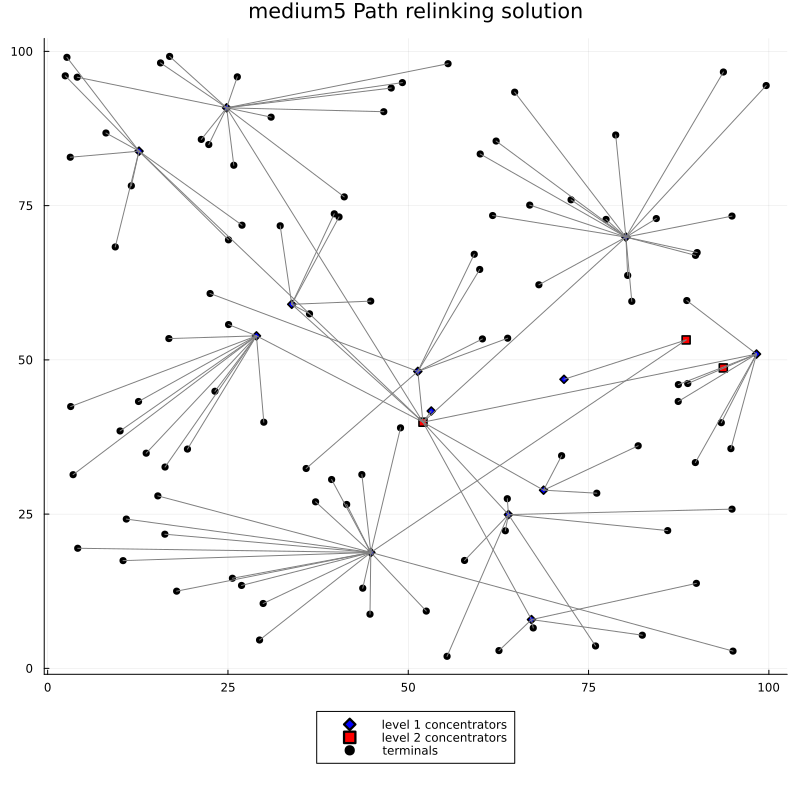 medium5 Path relinking solution
100
75
50
25
0
0 25 50 75 100
level 1 concentrators
level 2 concentrators
terminals